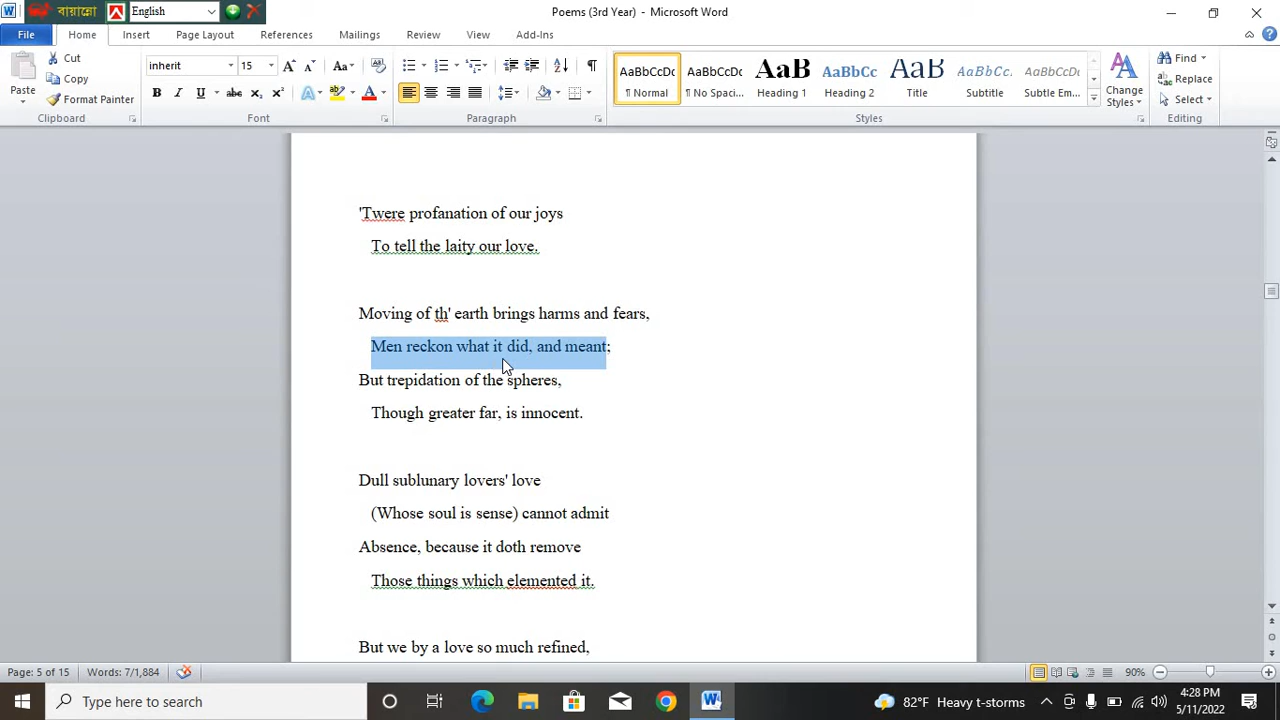 বায়ান্নো English
Poems (3rd Year) - Microsoft Word
File Home Insert Page Layout References Mailings Review View Add-Ins
Paste
Cut
Copy
Format Painter
Clipboard
inherit 15
Font
Paragraph
AaBbCcDc AaBbCcDc AaB AaBbCc AaB AaBbCcDc AaBbCcDc
¶ Normal ¶ No Spaci... Heading 1 Heading 2 Title Subtitle Subtle Em...
Change Styles
Styles
Find
Replace
Select
Editing
'Twere profanation of our joys
To tell the laity our love.
Moving of th' earth brings harms and fears,
Men reckon what it did, and meant;
But trepidation of the spheres,
Though greater far, is innocent.
Dull sublunary lovers' love
(Whose soul is sense) cannot admit
Absence, because it doth remove
Those things which elemented it.
But we by a love so much refined,
Page: 5 of 15 Words: 7/1,884 90%
Type here to search
82°F Heavy t-storms
4:28 PM
5/11/2022